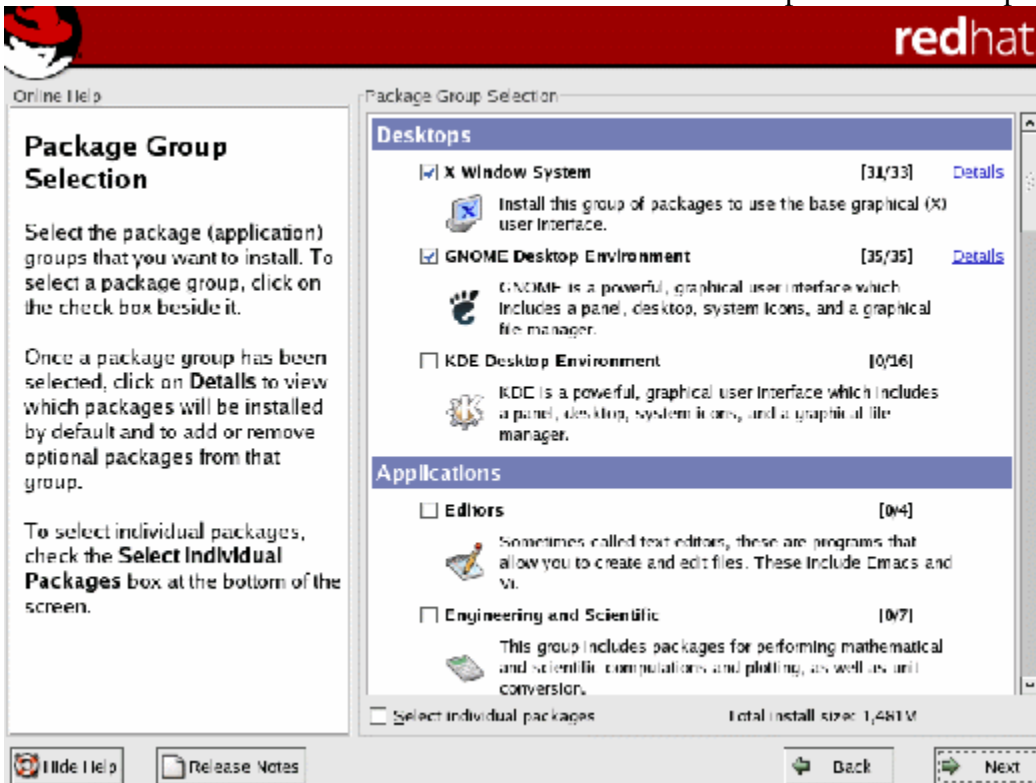 redhat
Online Help
Package Group
Selection
Select the package (application)
groups that you want to install. To
select a package group, click on
the check box beside it.
Once a package group has been
selected, click on Details to view
which packages will be installed
by default and to add or remove
optional packages from that
group.
To select individual packages,
check the Select Individual
Packages box at the bottom of the
screen.
Package Group Selection
Desktops
X Window System [31/33] Details
Install this group of packages to use the base graphical (X)
user interface.
GNOME Desktop Environment [35/35] Details
GNOME is a powerful, graphical user interface which
includes a panel, desktop, system icons, and a graphical
file manager.
KDE Desktop Environment [0/16]
KDE is a powerful, graphical user interface which includes
a panel, desktop, system icons, and a graphical file
manager.
Applications
Editors [0/4]
Sometimes called text editors, these are programs that
allow you to create and edit files. These include Emacs and
Vi.
Engineering and Scientific [0/7]
This group includes packages for performing mathematical
and scientific computations and plotting, as well as unit
conversion.
Select individual packages Total install size: 1,481M
Hide Help Release Notes Back Next